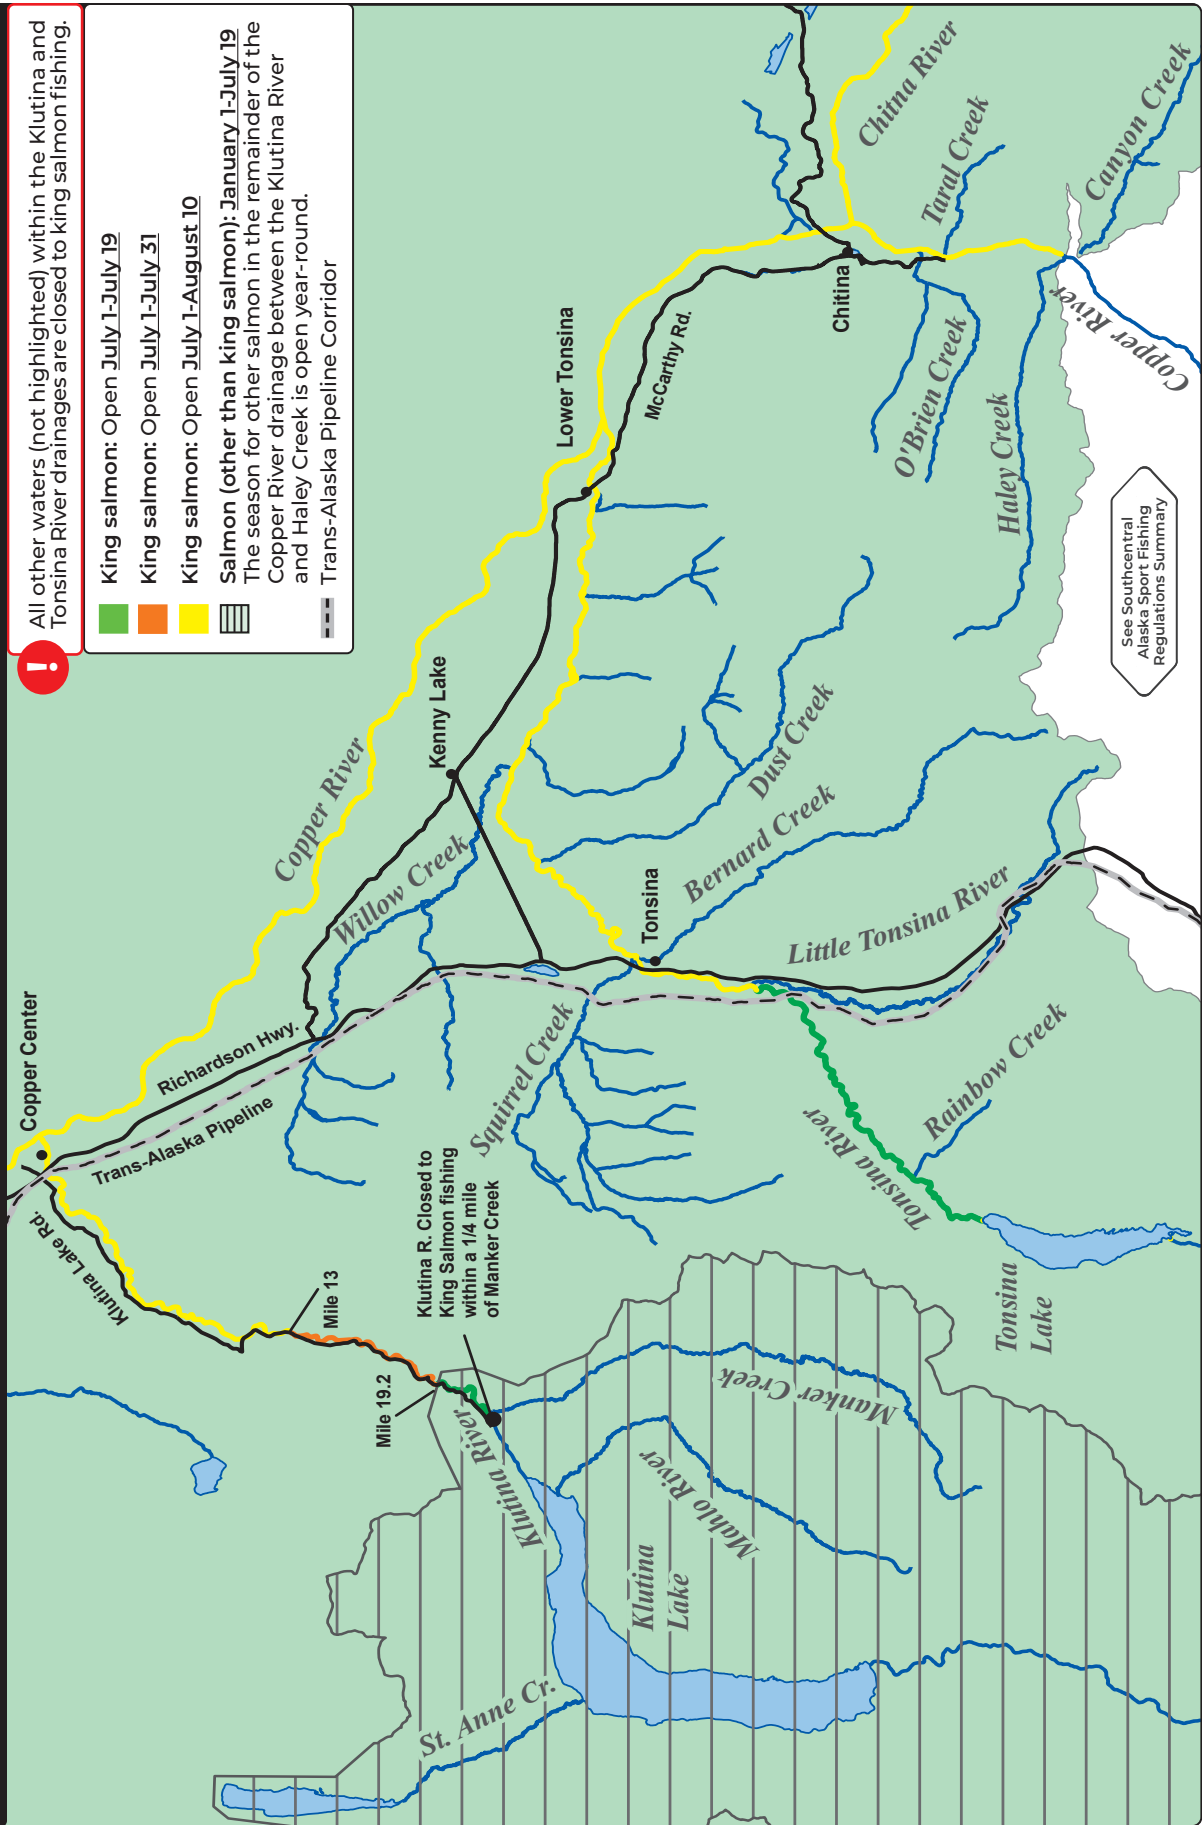 All other waters (not highlighted) within the Klutina and
Tonsina River drainages are closed to king salmon fishing.
!
King salmon: Open July 1-July 19
King salmon: Open July 1-July 31
King salmon: Open July 1-August 10
Salmon (other than king salmon): January 1-July 19
The season for other salmon in the remainder of the
Copper River drainage between the Klutina River
and Haley Creek is open year-round.
Trans-Alaska Pipeline Corridor
Copper Center
Klutina Lake Rd.
Richardson Hwy.
Trans-Alaska Pipeline
Copper River
Mile 13
Mile 19.2
Klutina R. Closed to
King Salmon fishing
within a 1/4 mile
of Manker Creek
Klutina River
Willow Creek
Kenny Lake
Lower Tonsina
McCarthy Rd.
Chitina
Chitna River
Taral Creek
Canyon Creek
O'Brien Creek
Haley Creek
Copper River
Squirrel Creek
Tonsina
Dust Creek
Bernard Creek
Little Tonsina River
Tonsina River
Rainbow Creek
Tonsina
Lake
Manker Creek
Mahlo River
Klutina
Lake
St. Anne Cr.
See Southcentral
Alaska Sport Fishing
Regulations Summary